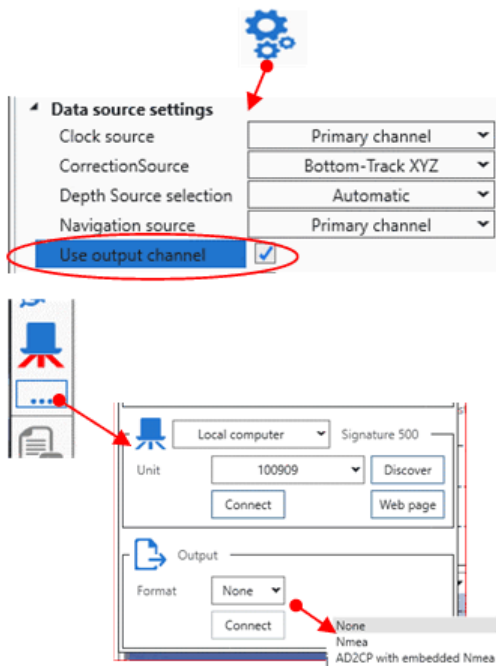 Data source settings
Clock source Primary channel
CorrectionSource Bottom-Track XYZ
Depth Source selection Automatic
Navigation source Primary channel
Use output channel
Local computer Signature 500
Unit 100909 Discover
Connect Web page
Output
Format None
Connect
None
Nmea
AD2CP with embedded Nmea